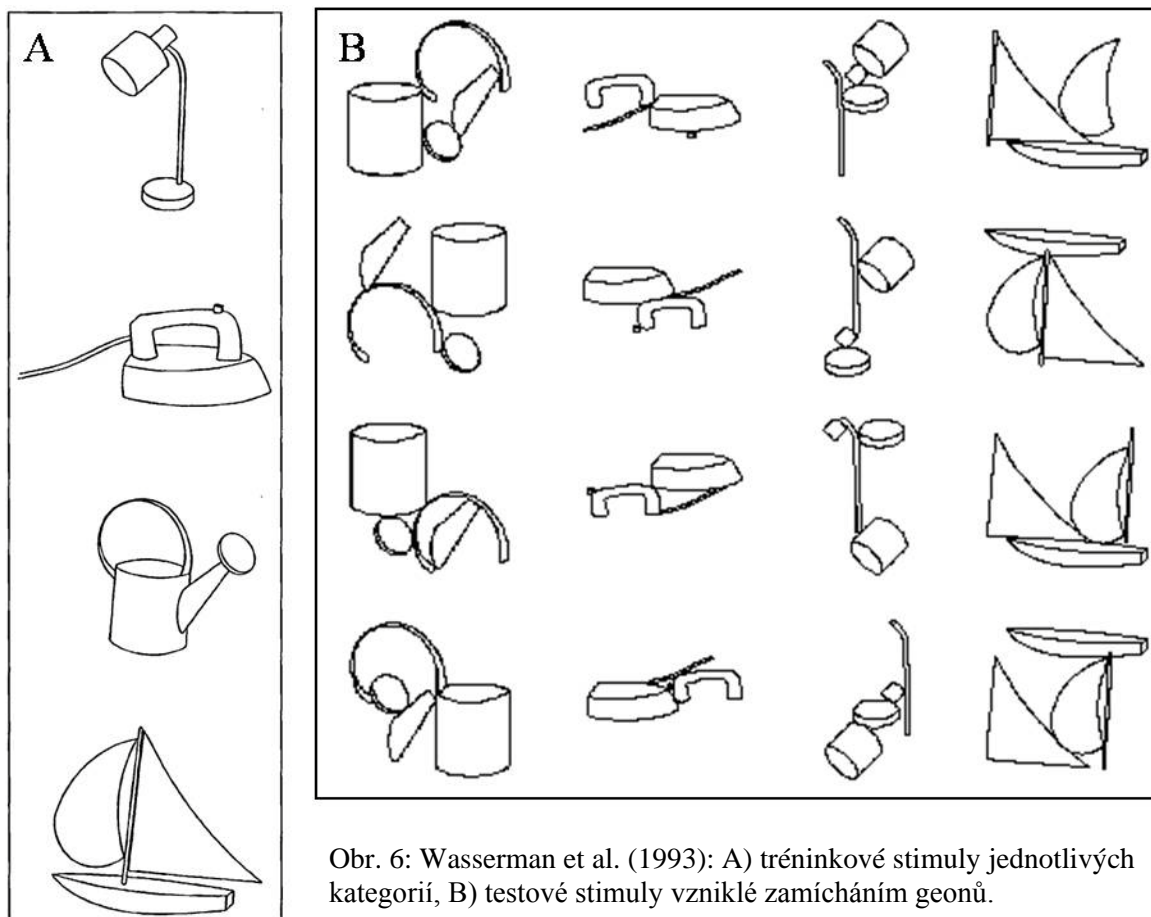 A
B
Obr. 6: Wasserman et al. (1993): A) tréninkové stimuly jednotlivých
kategorií, B) testové stimuly vzniklé zamícháním geonů.